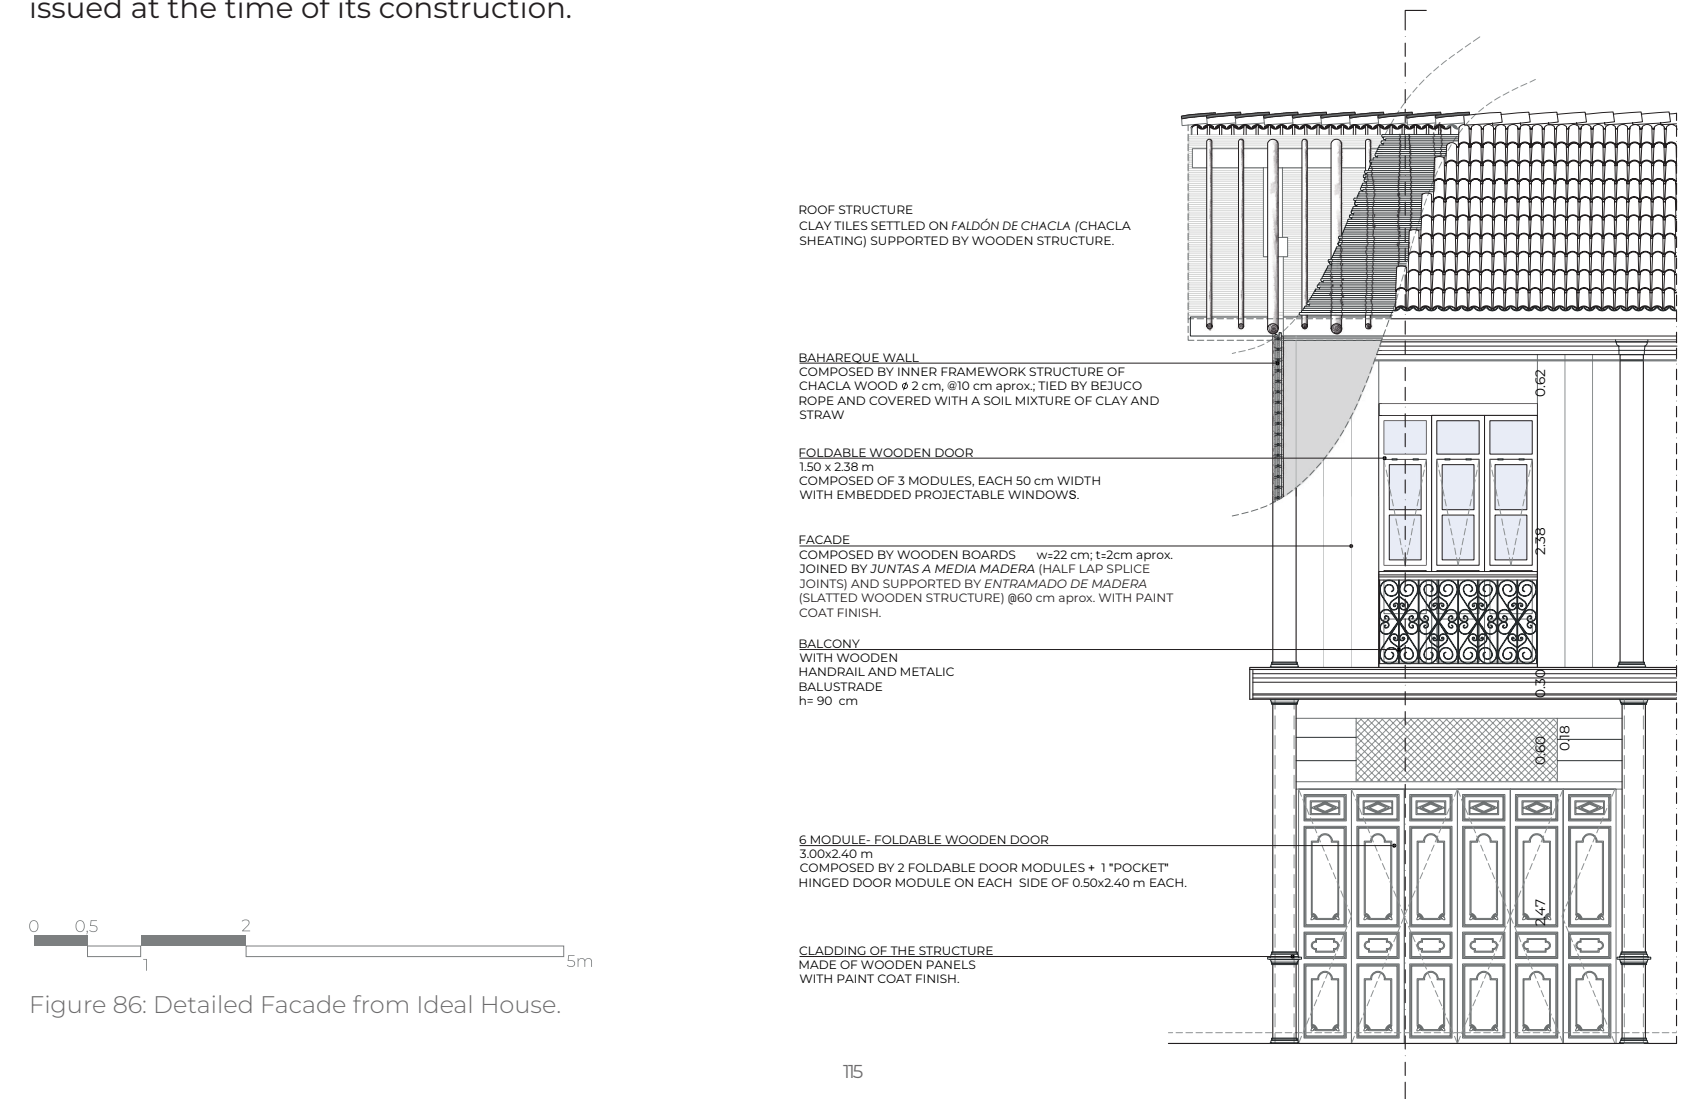 issued at the time of its construction.
ROOF STRUCTURE
CLAY TILES SETTLED ON FALDÓN DE CHACLA (CHACLA
SHEATING) SUPPORTED BY WOODEN STRUCTURE.
BAHAREQUE WALL
COMPOSED BY INNER FRAMEWORK STRUCTURE OF
CHACLA WOOD ø 2 cm, @10 cm aprox.; TIED BY BEJUCO
ROPE AND COVERED WITH A SOIL MIXTURE OF CLAY AND
STRAW
FOLDABLE WOODEN DOOR
1.50 x 2.38 m
COMPOSED OF 3 MODULES, EACH 50 cm WIDTH
WITH EMBEDDED PROJECTABLE WINDOWS.
FACADE
COMPOSED BY WOODEN BOARDS w=22 cm; t=2cm aprox.
JOINED BY JUNTAS A MEDIA MADERA (HALF LAP SPLICE
JOINTS) AND SUPPORTED BY ENTRAMADO DE MADERA
(SLATTED WOODEN STRUCTURE) @60 cm aprox. WITH PAINT
COAT FINISH.
BALCONY
WITH WOODEN
HANDRAIL AND METALIC
BALUSTRADE
h= 90 cm
6 MODULE- FOLDABLE WOODEN DOOR
3.00x2.40 m
COMPOSED BY 2 FOLDABLE DOOR MODULES + 1 "POCKET"
HINGED DOOR MODULE ON EACH SIDE OF 0.50x2.40 m EACH.
CLADDING OF THE STRUCTURE
MADE OF WOODEN PANELS
WITH PAINT COAT FINISH.
0.62
2.38
0.30
0.60
0.18
2.47
0 0,5 2
1 5m
Figure 86: Detailed Facade from Ideal House.
115